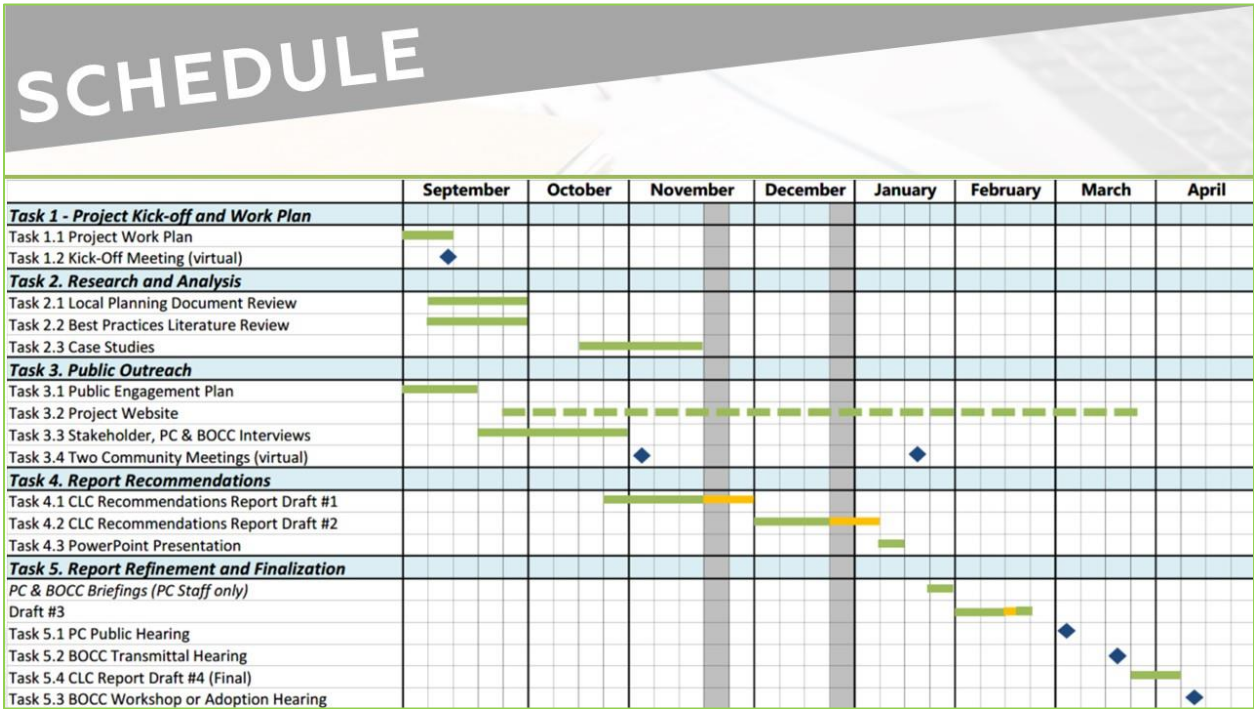 SCHEDULE
September October November December January February March April
Task 1 - Project Kick-off and Work Plan
Task 1.1 Project Work Plan
Task 1.2 Kick-Off Meeting (virtual)
Task 2. Research and Analysis
Task 2.1 Local Planning Document Review
Task 2.2 Best Practices Literature Review
Task 2.3 Case Studies
Task 3. Public Outreach
Task 3.1 Public Engagement Plan
Task 3.2 Project Website
Task 3.3 Stakeholder, PC & BOCC Interviews
Task 3.4 Two Community Meetings (virtual)
Task 4. Report Recommendations
Task 4.1 CLC Recommendations Report Draft #1
Task 4.2 CLC Recommendations Report Draft #2
Task 4.3 PowerPoint Presentation
Task 5. Report Refinement and Finalization
PC & BOCC Briefings (PC Staff only)
Draft #3
Task 5.1 PC Public Hearing
Task 5.2 BOCC Transmittal Hearing
Task 5.4 CLC Report Draft #4 (Final)
Task 5.3 BOCC Workshop or Adoption Hearing